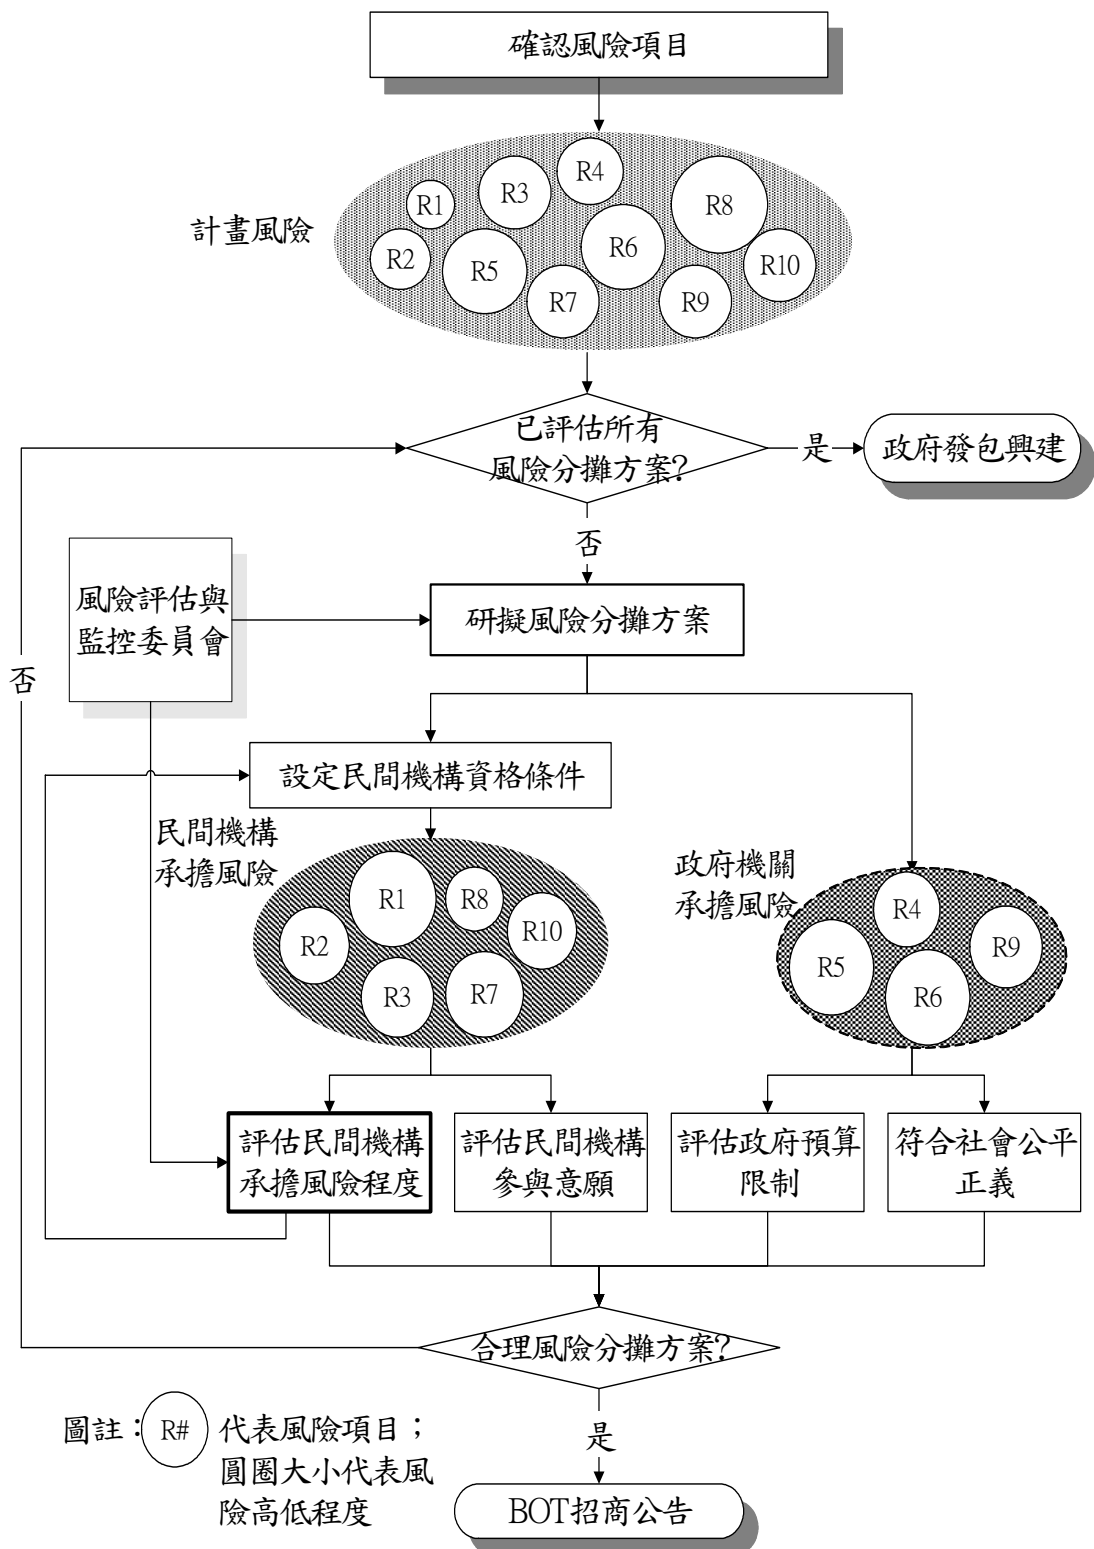 確認風險項目
計畫風險
R1
R2
R3
R4
R5
R6
R7
R8
R9
R10
已評估所有
風險分攤方案?
是
政府發包興建
否
風險評估與
監控委員會
研擬風險分攤方案
否
設定民間機構資格條件
民間機構
承擔風險
R1
R8
R2
R10
R3
R7
政府機關
承擔風險
R4
R9
R5
R6
評估民間機構
承擔風險程度
評估民間機構
參與意願
評估政府預算
限制
符合社會公平
正義
合理風險分攤方案?
圖註：
R#
代表風險項目；
圓圈大小代表風
險高低程度
是
BOT招商公告